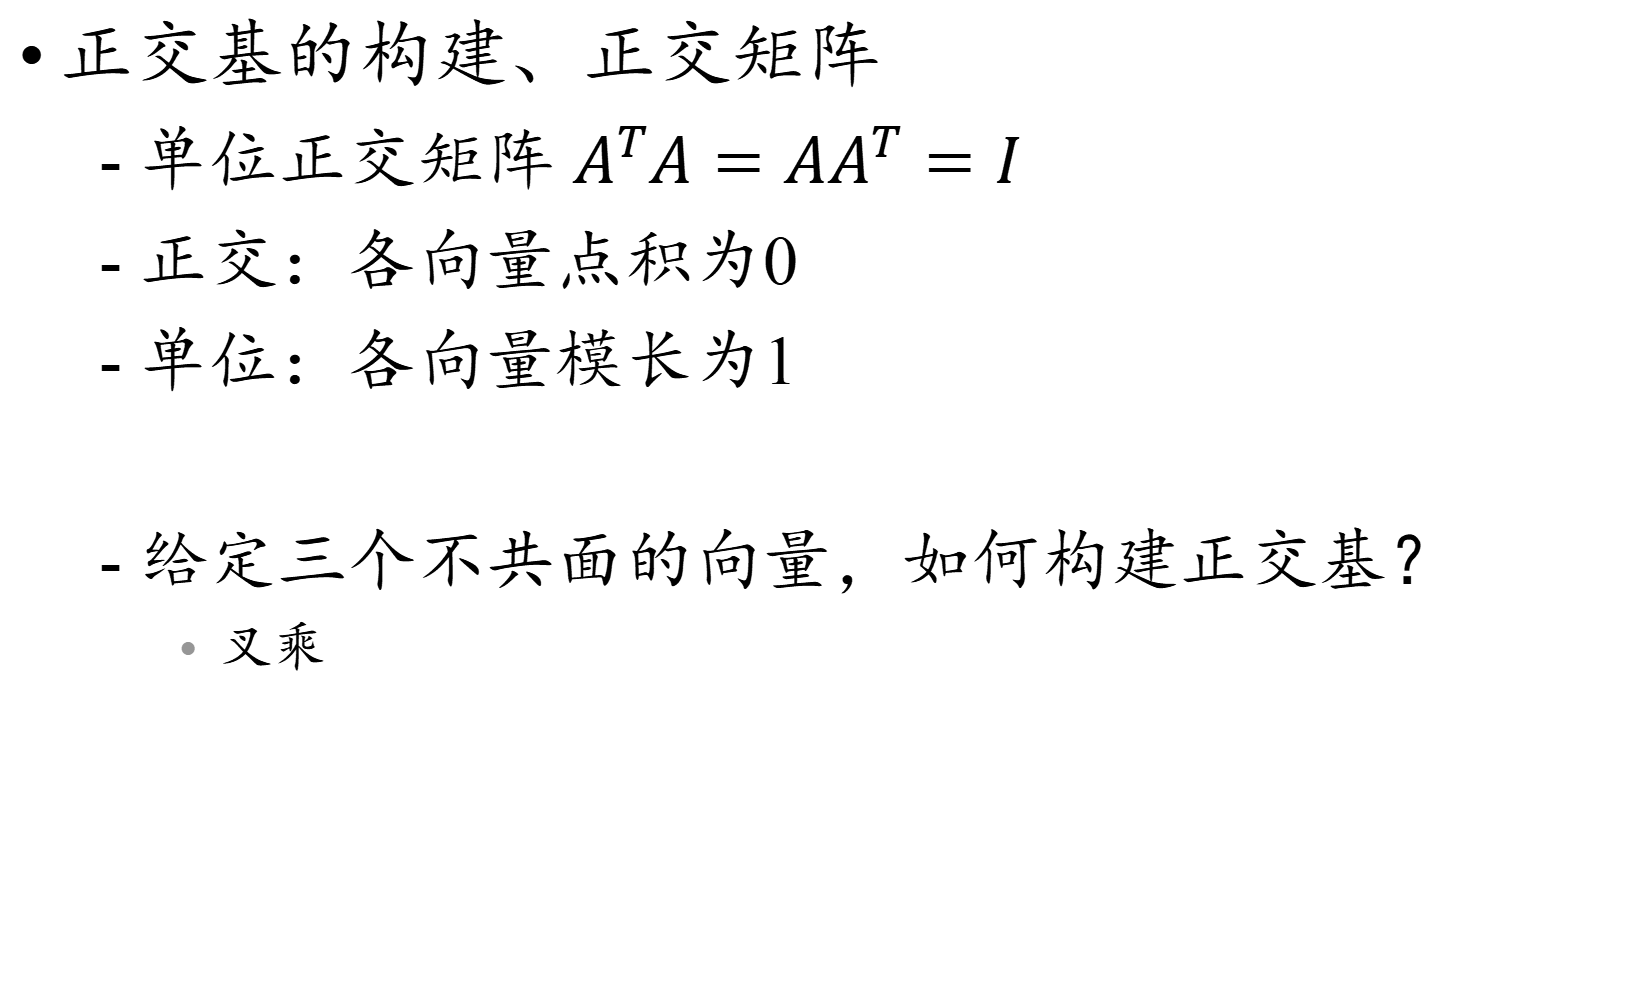 • 正交基的构建、正交矩阵
- 单位正交矩阵 $A^T A = AA^T = I$
- 正交：各向量点积为0
- 单位：各向量模长为1
- 给定三个不共面的向量，如何构建正交基？
• 叉乘